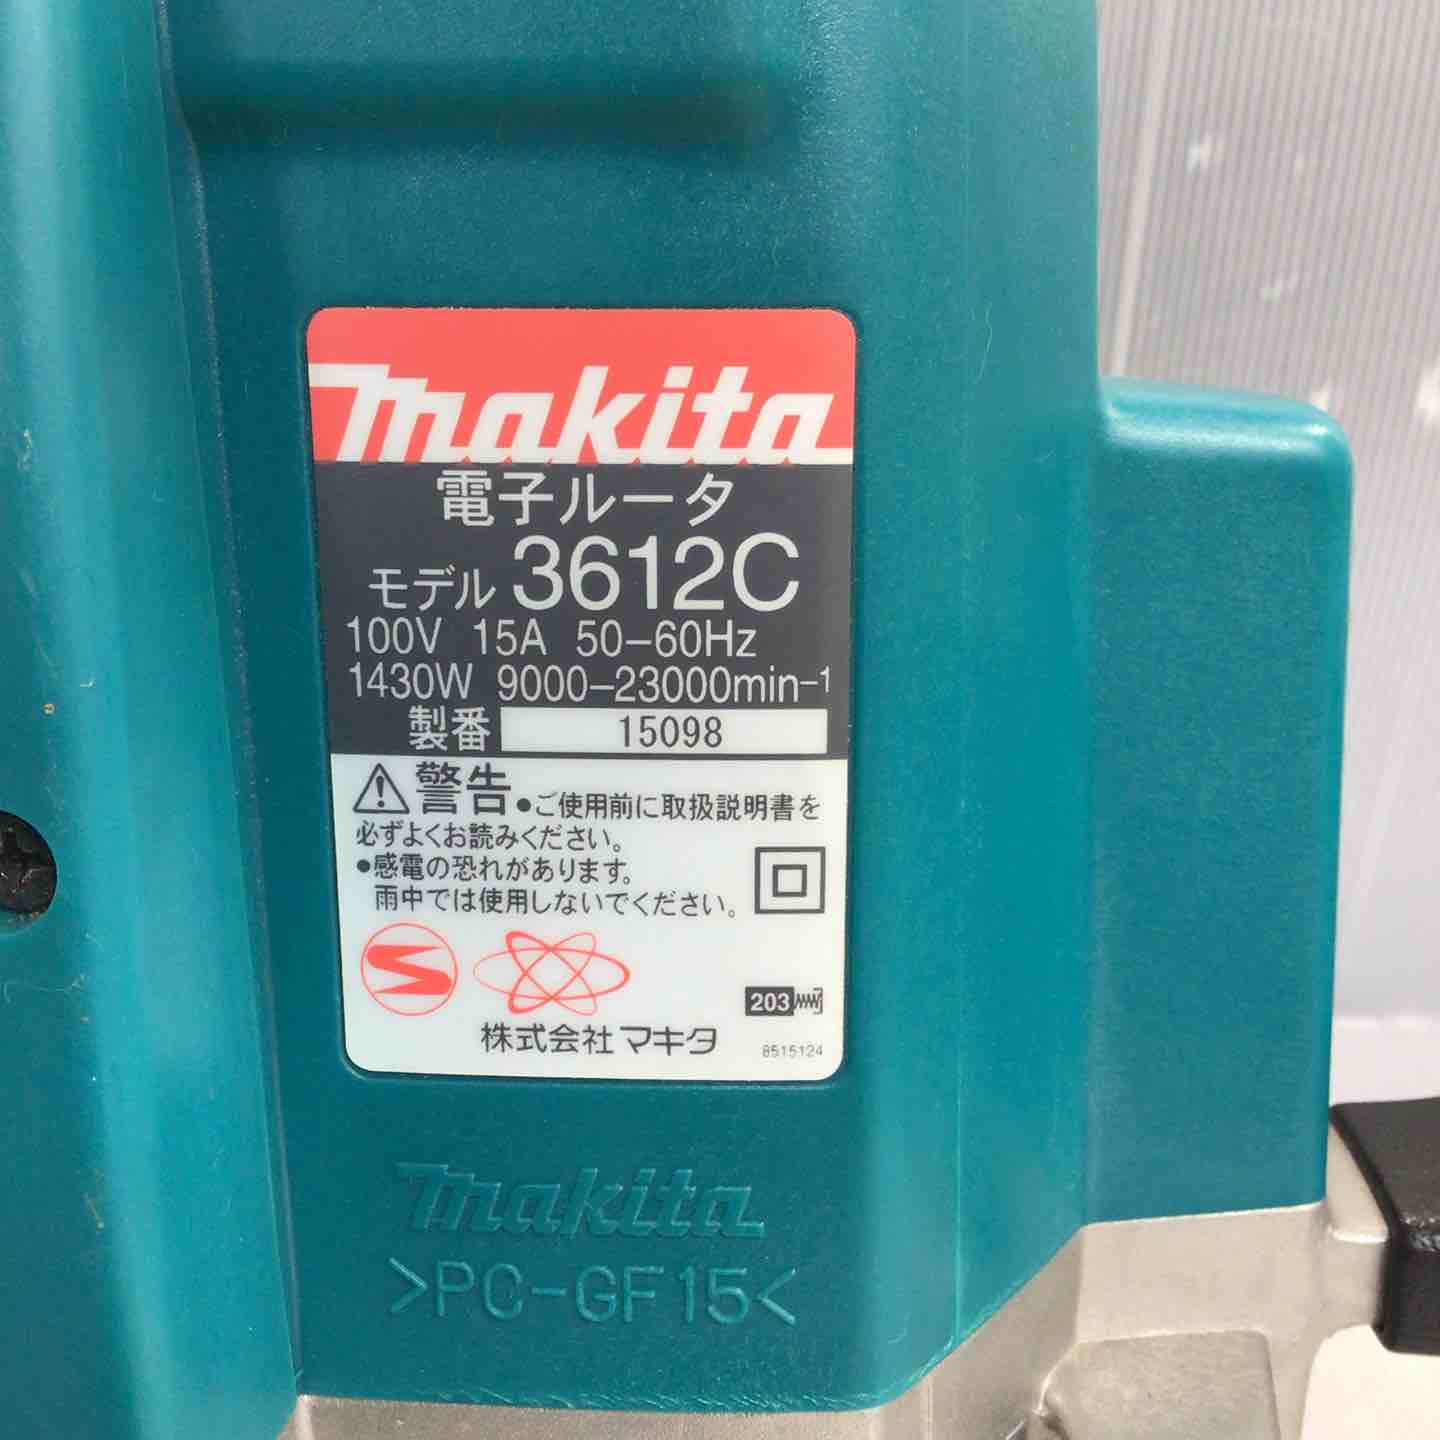 makita
電子ルータ
モデル 3612C
100V 15A 50-60Hz
1430W 9000-23000min-1
製番 15098
警告 ●ご使用前に取扱説明書を
必ずよくお読みください。
●感電の恐れがあります。
雨中では使用しないでください。
203
株式会社 マキタ
8515124
makita
>PC-GF15<